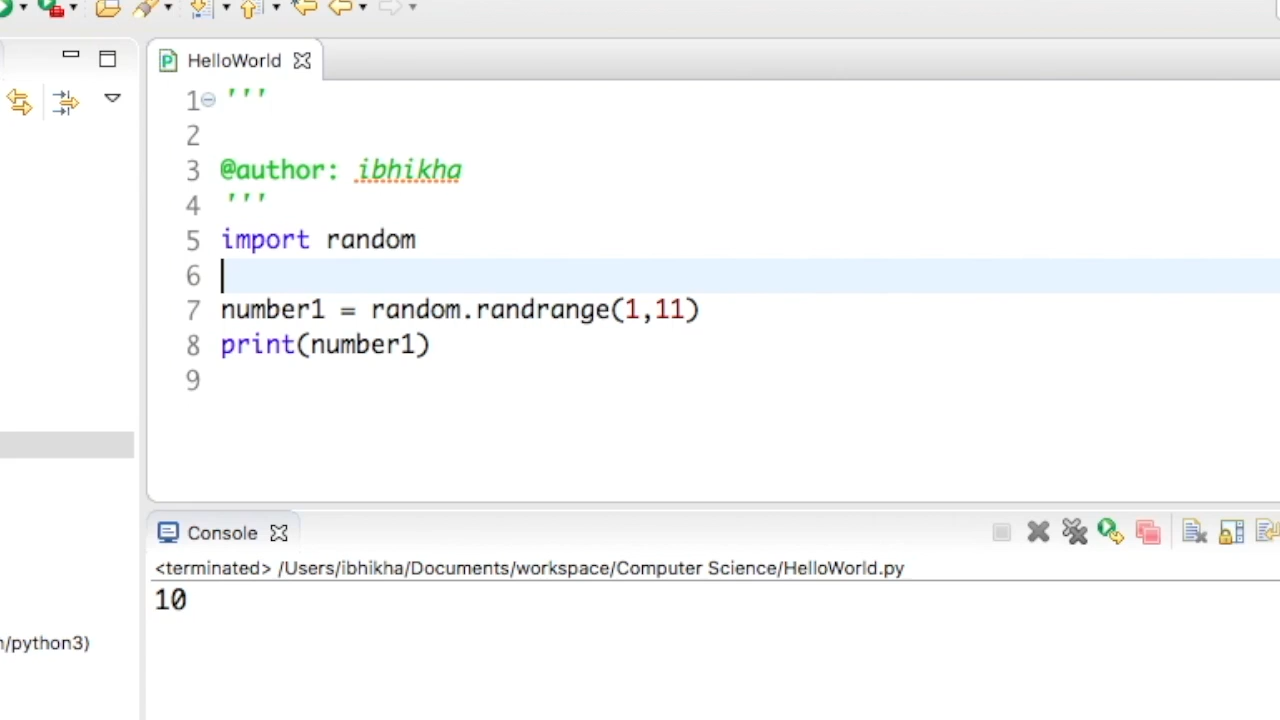 HelloWorld
1 '''
2
3 @author: ibhikha
4 '''
5 import random
6
7 number1 = random.randrange(1,11)
8 print(number1)
9
Console
<terminated> /Users/ibhikha/Documents/workspace/Computer Science/HelloWorld.py
10
/python3)